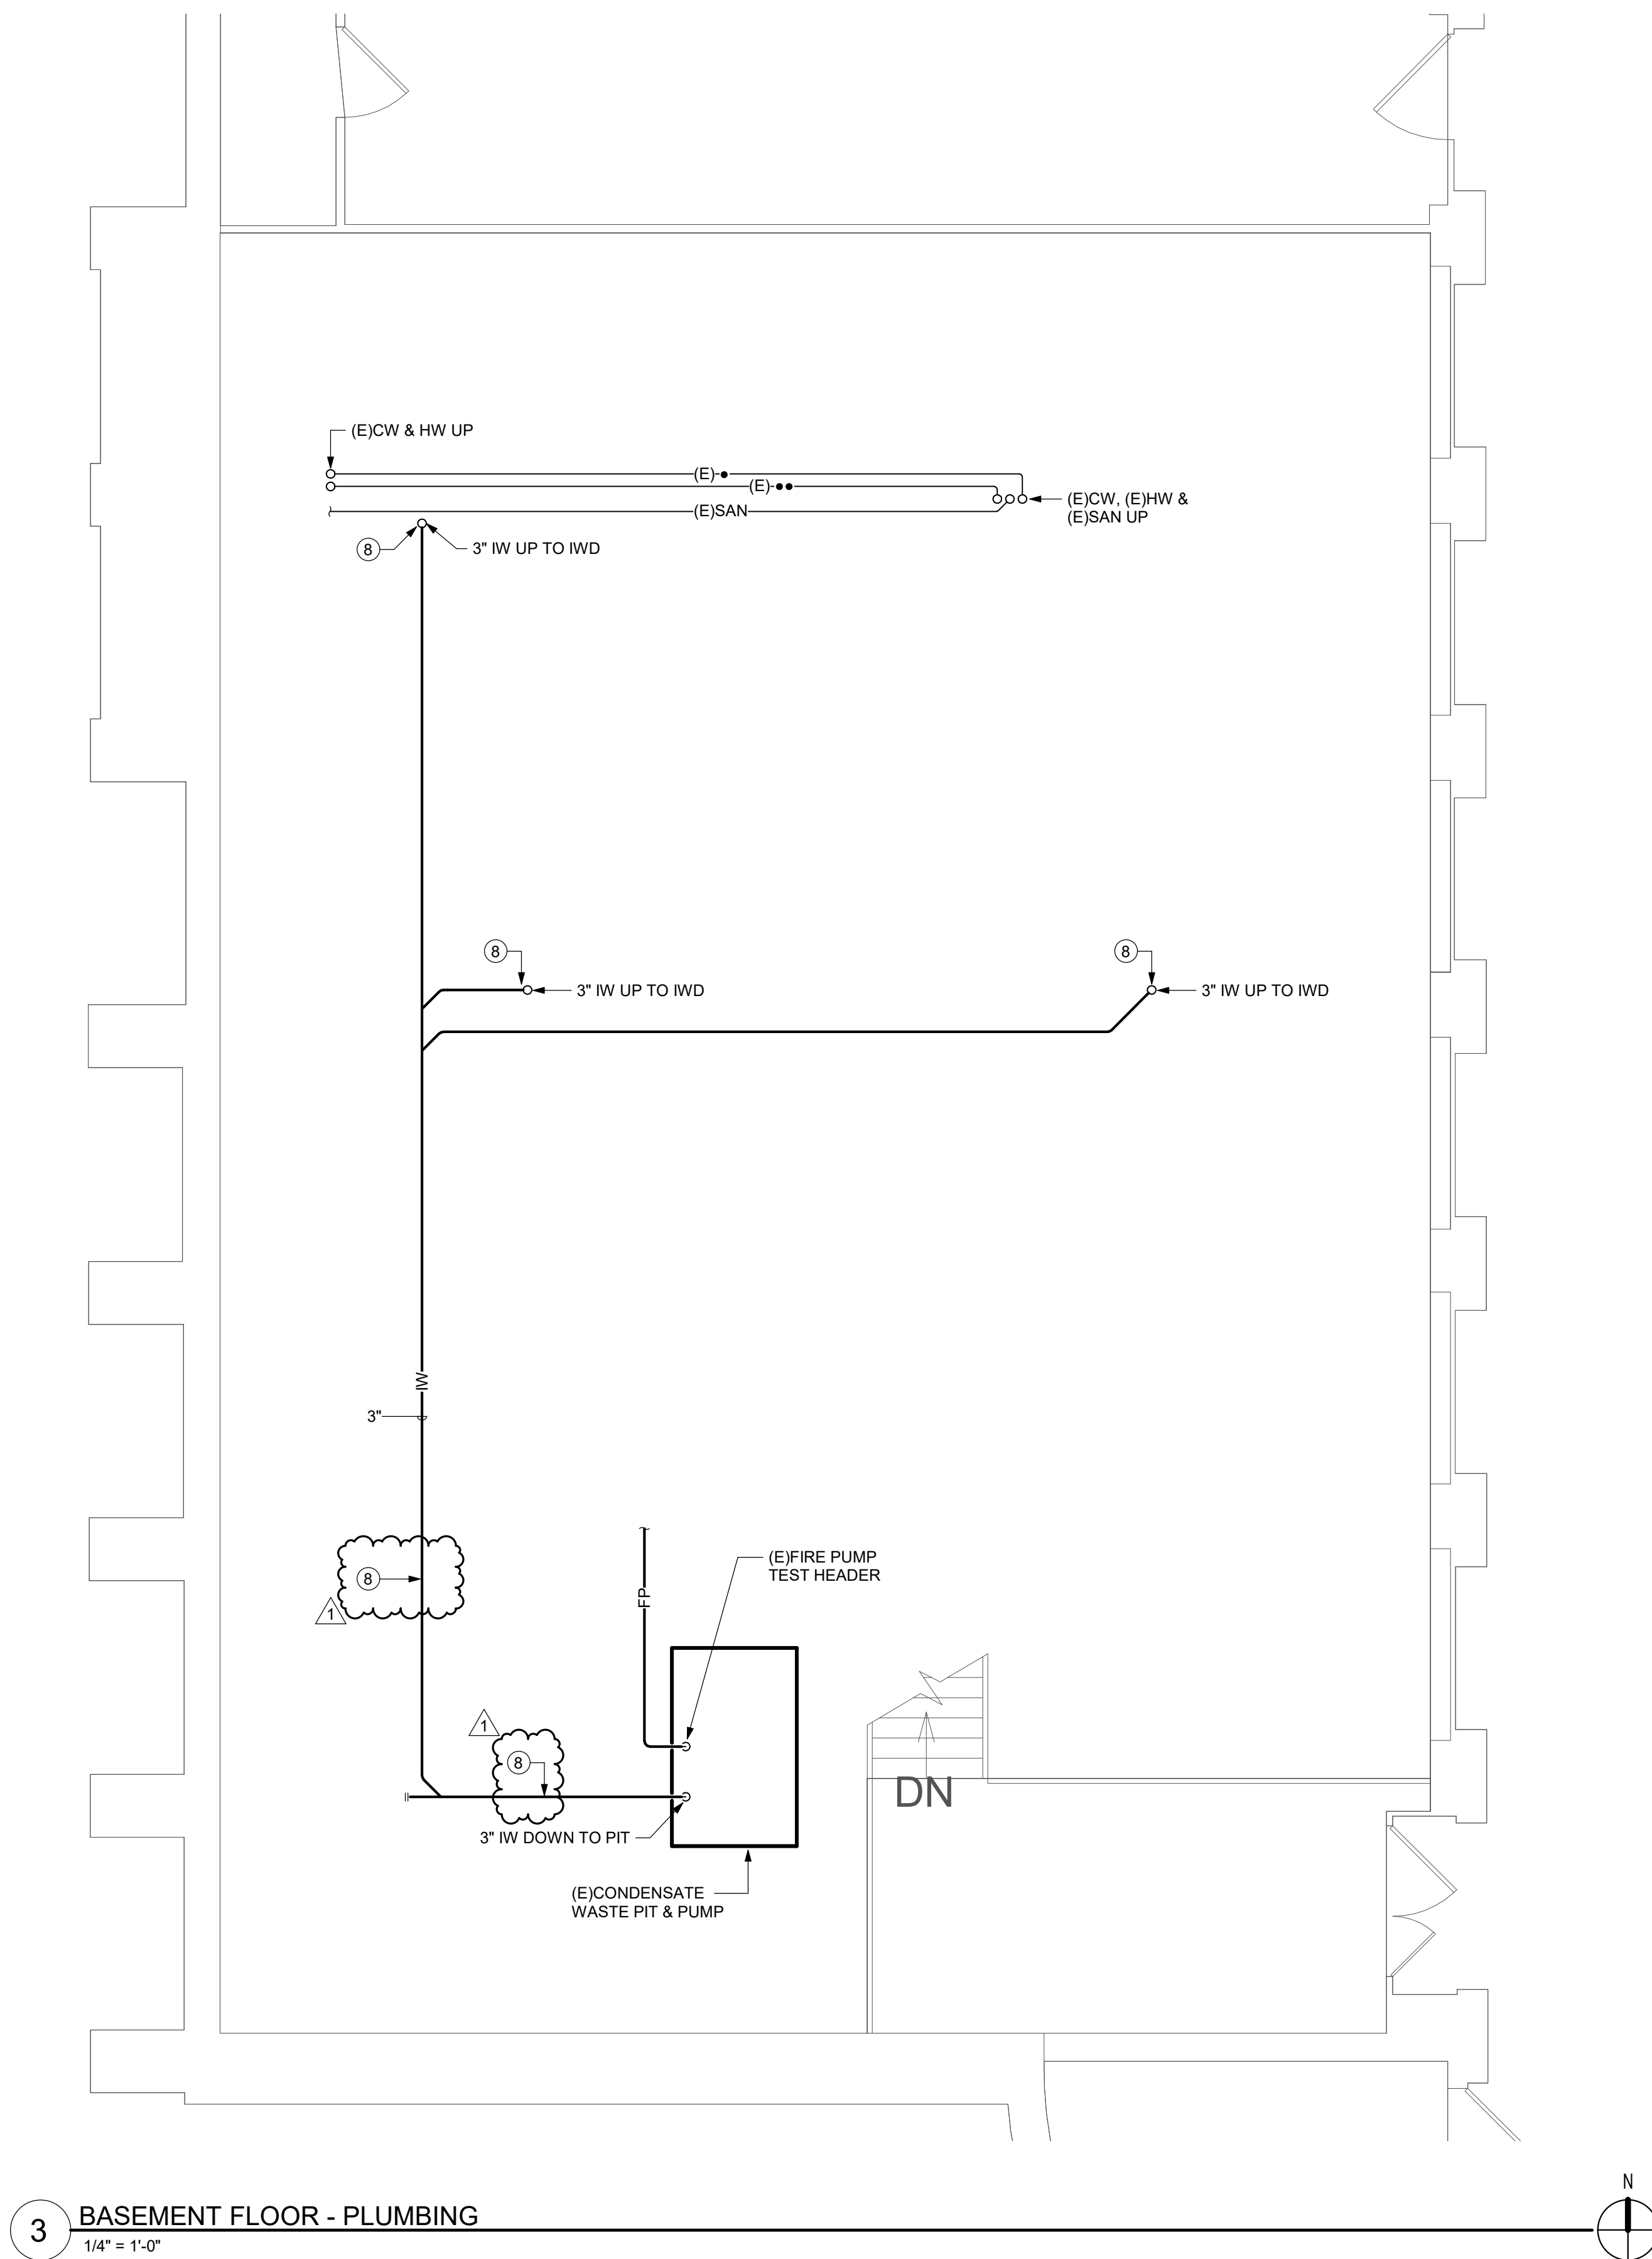 (E)CW & HW UP
(E)
(E)
(E)SAN
(E)CW, (E)HW &
(E)SAN UP
8
3" IW UP TO IWD
8
3" IW UP TO IWD
8
3" IW UP TO IWD
IW
3"
8
1
FP
(E)FIRE PUMP
TEST HEADER
1
8
3" IW DOWN TO PIT
(E)CONDENSATE
WASTE PIT & PUMP
DN
N
3
BASEMENT FLOOR - PLUMBING
1/4" = 1'-0"